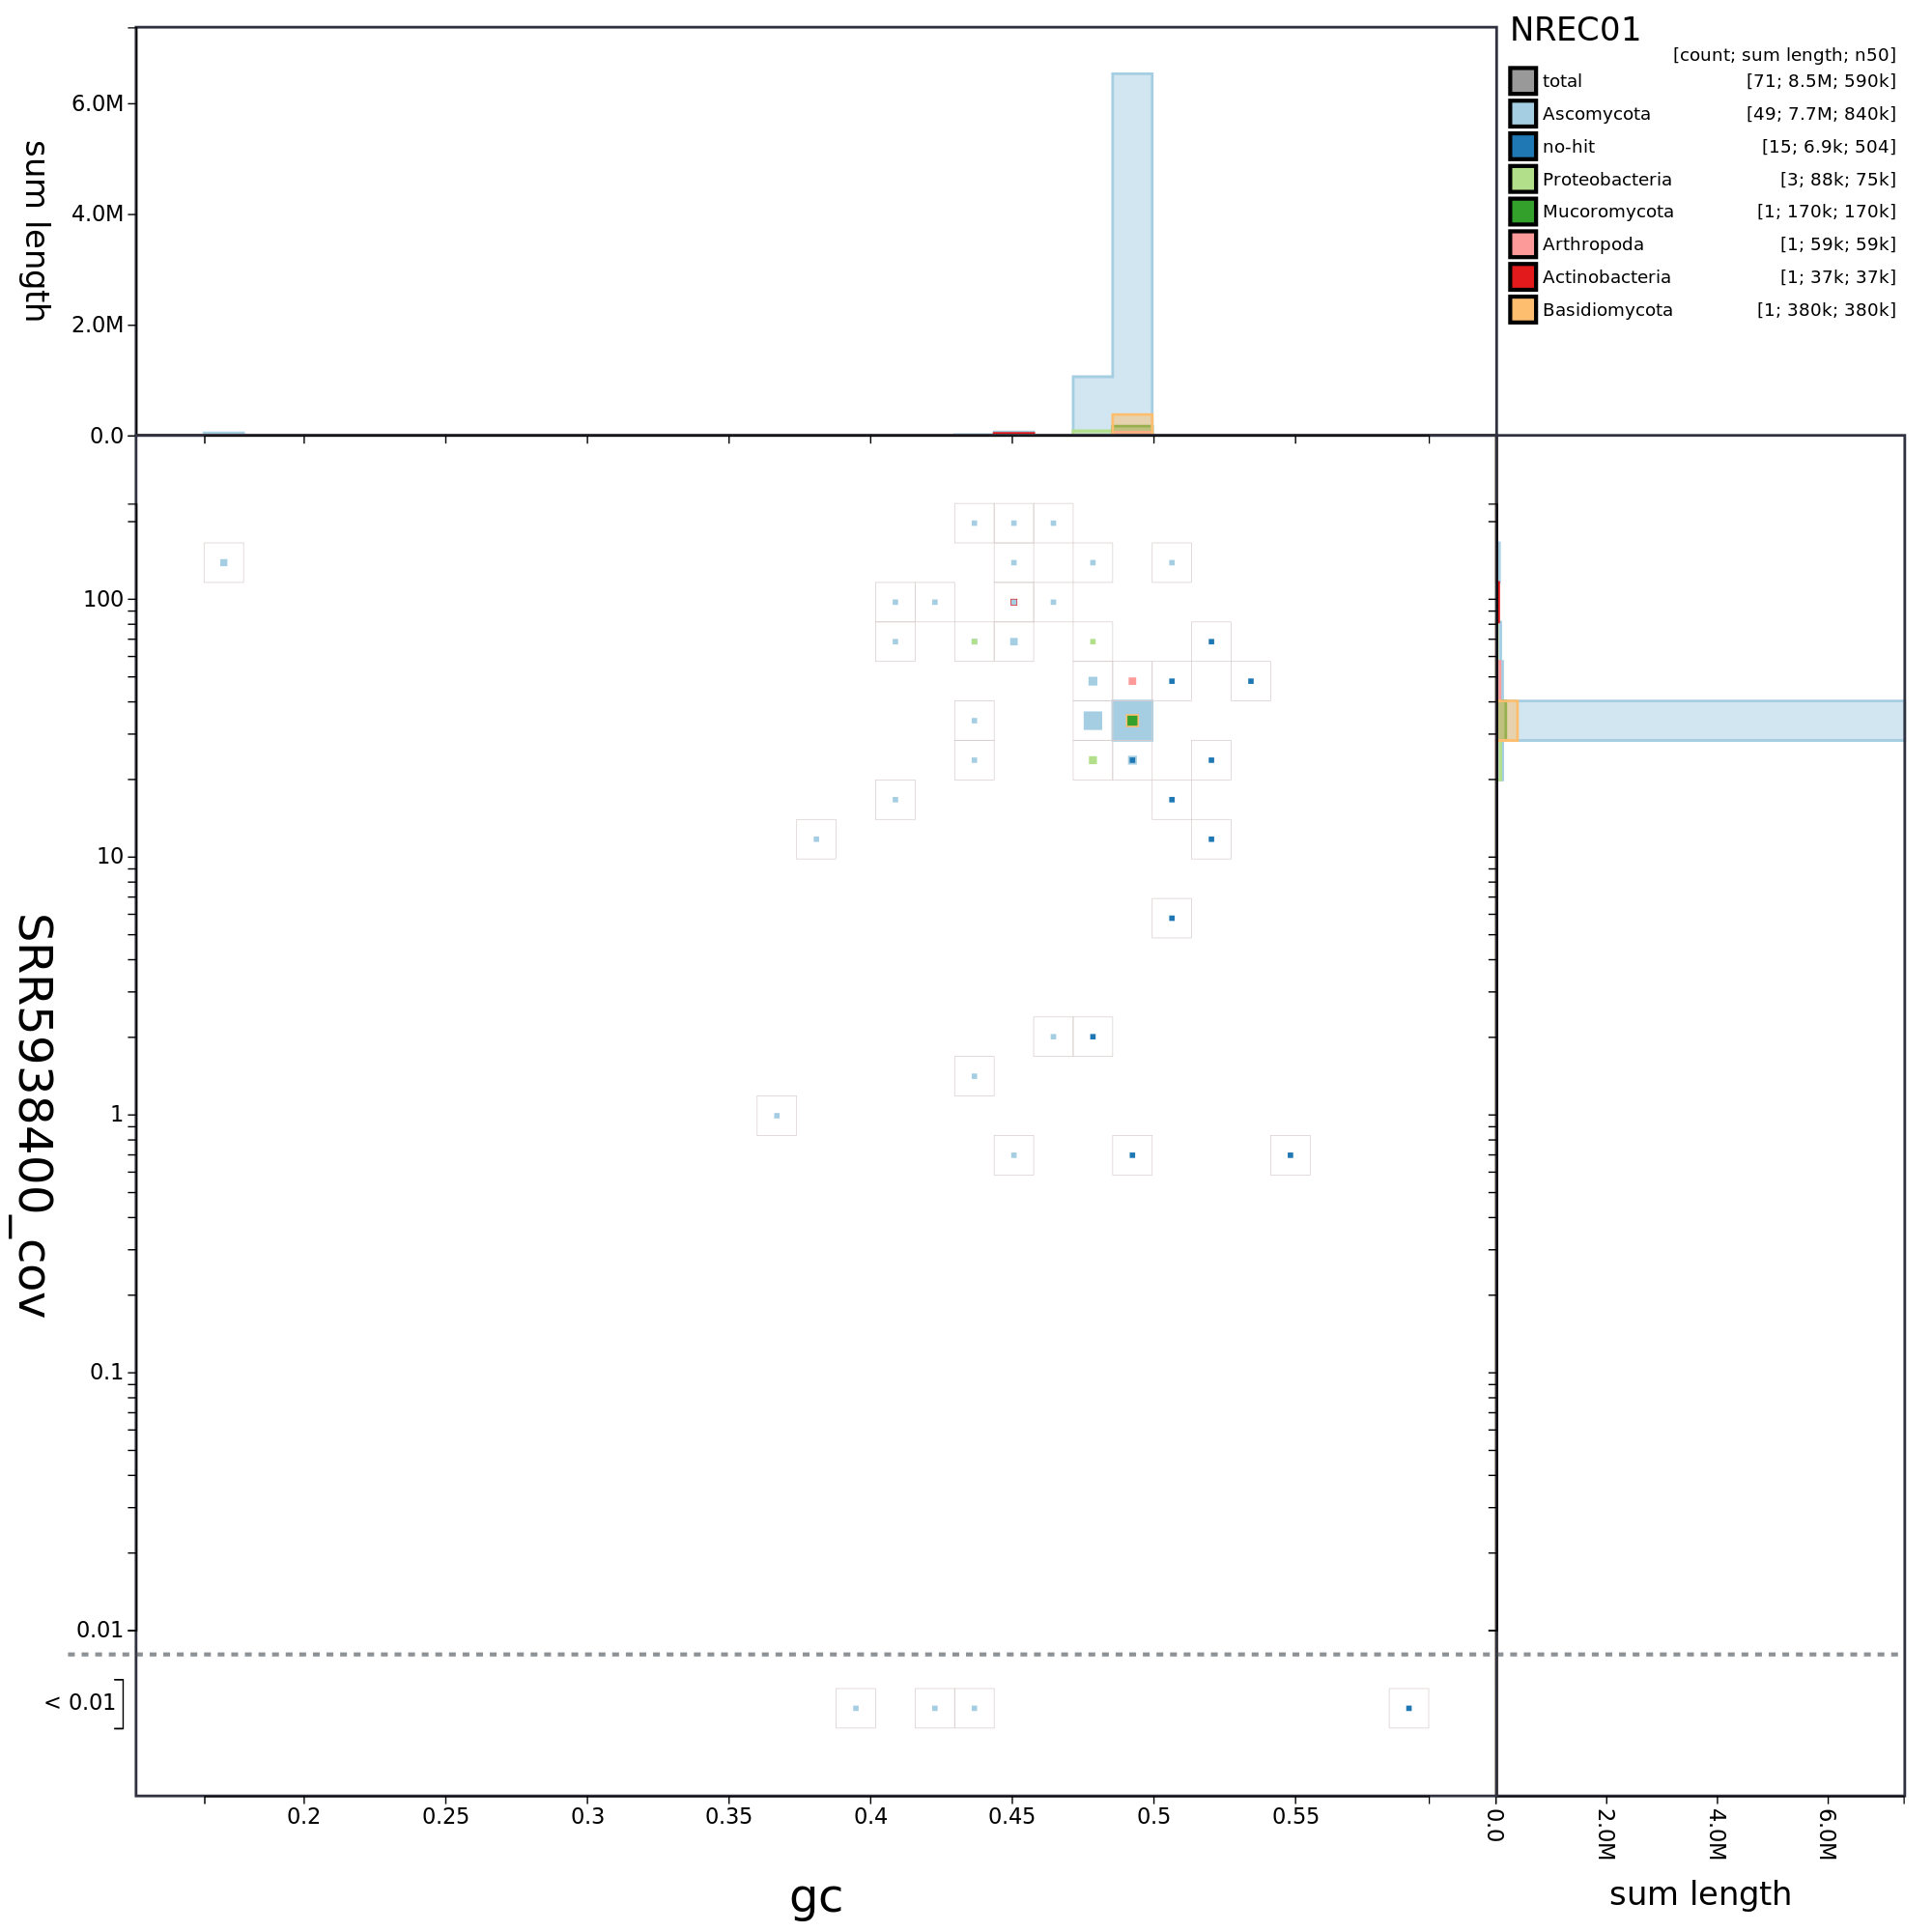 NREC01
[count; sum length; n50]
total [71; 8.5M; 590k]
Ascomycota [49; 7.7M; 840k]
no-hit [15; 6.9k; 504]
Proteobacteria [3; 88k; 75k]
Mucoromycota [1; 170k; 170k]
Arthropoda [1; 59k; 59k]
Actinobacteria [1; 37k; 37k]
Basidiomycota [1; 380k; 380k]
sum length
6.0M
4.0M
2.0M
0.0
SRR5938400_cov
100
10
1
0.1
0.01
< 0.01
0.2 0.25 0.3 0.35 0.4 0.45 0.5 0.55
gc
0.0 2.0M 4.0M 6.0M
sum length